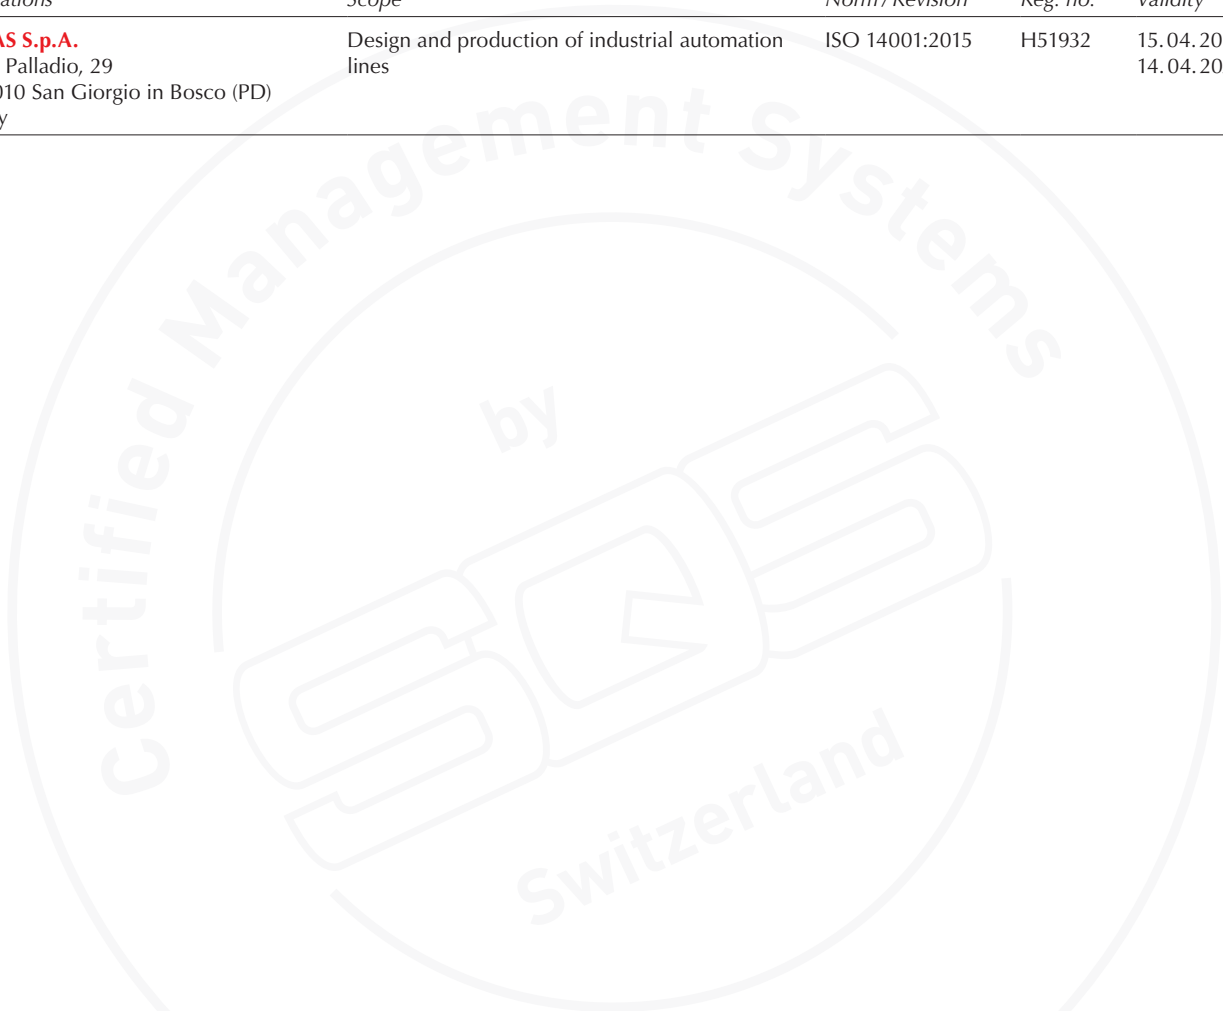 ations Scope Norm / Revision Reg. no. Validity
AS S.p.A. Design and production of industrial automation ISO 14001:2015 H51932 15.04.20
Palladio, 29 lines 14.04.20
010 San Giorgio in Bosco (PD)
y
Certified Management Systems
by
SQS
Switzerland